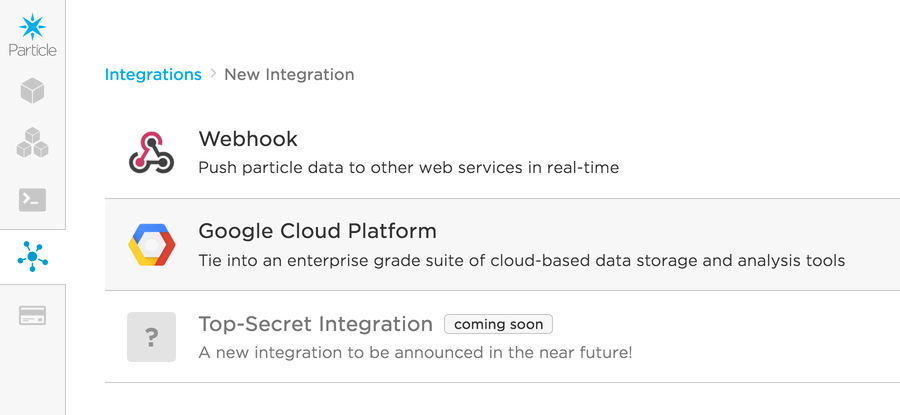 Particle
Integrations > New Integration
Webhook
Push particle data to other web services in real-time
Google Cloud Platform
Tie into an enterprise grade suite of cloud-based data storage and analysis tools
?
Top-Secret Integration coming soon
A new integration to be announced in the near future!